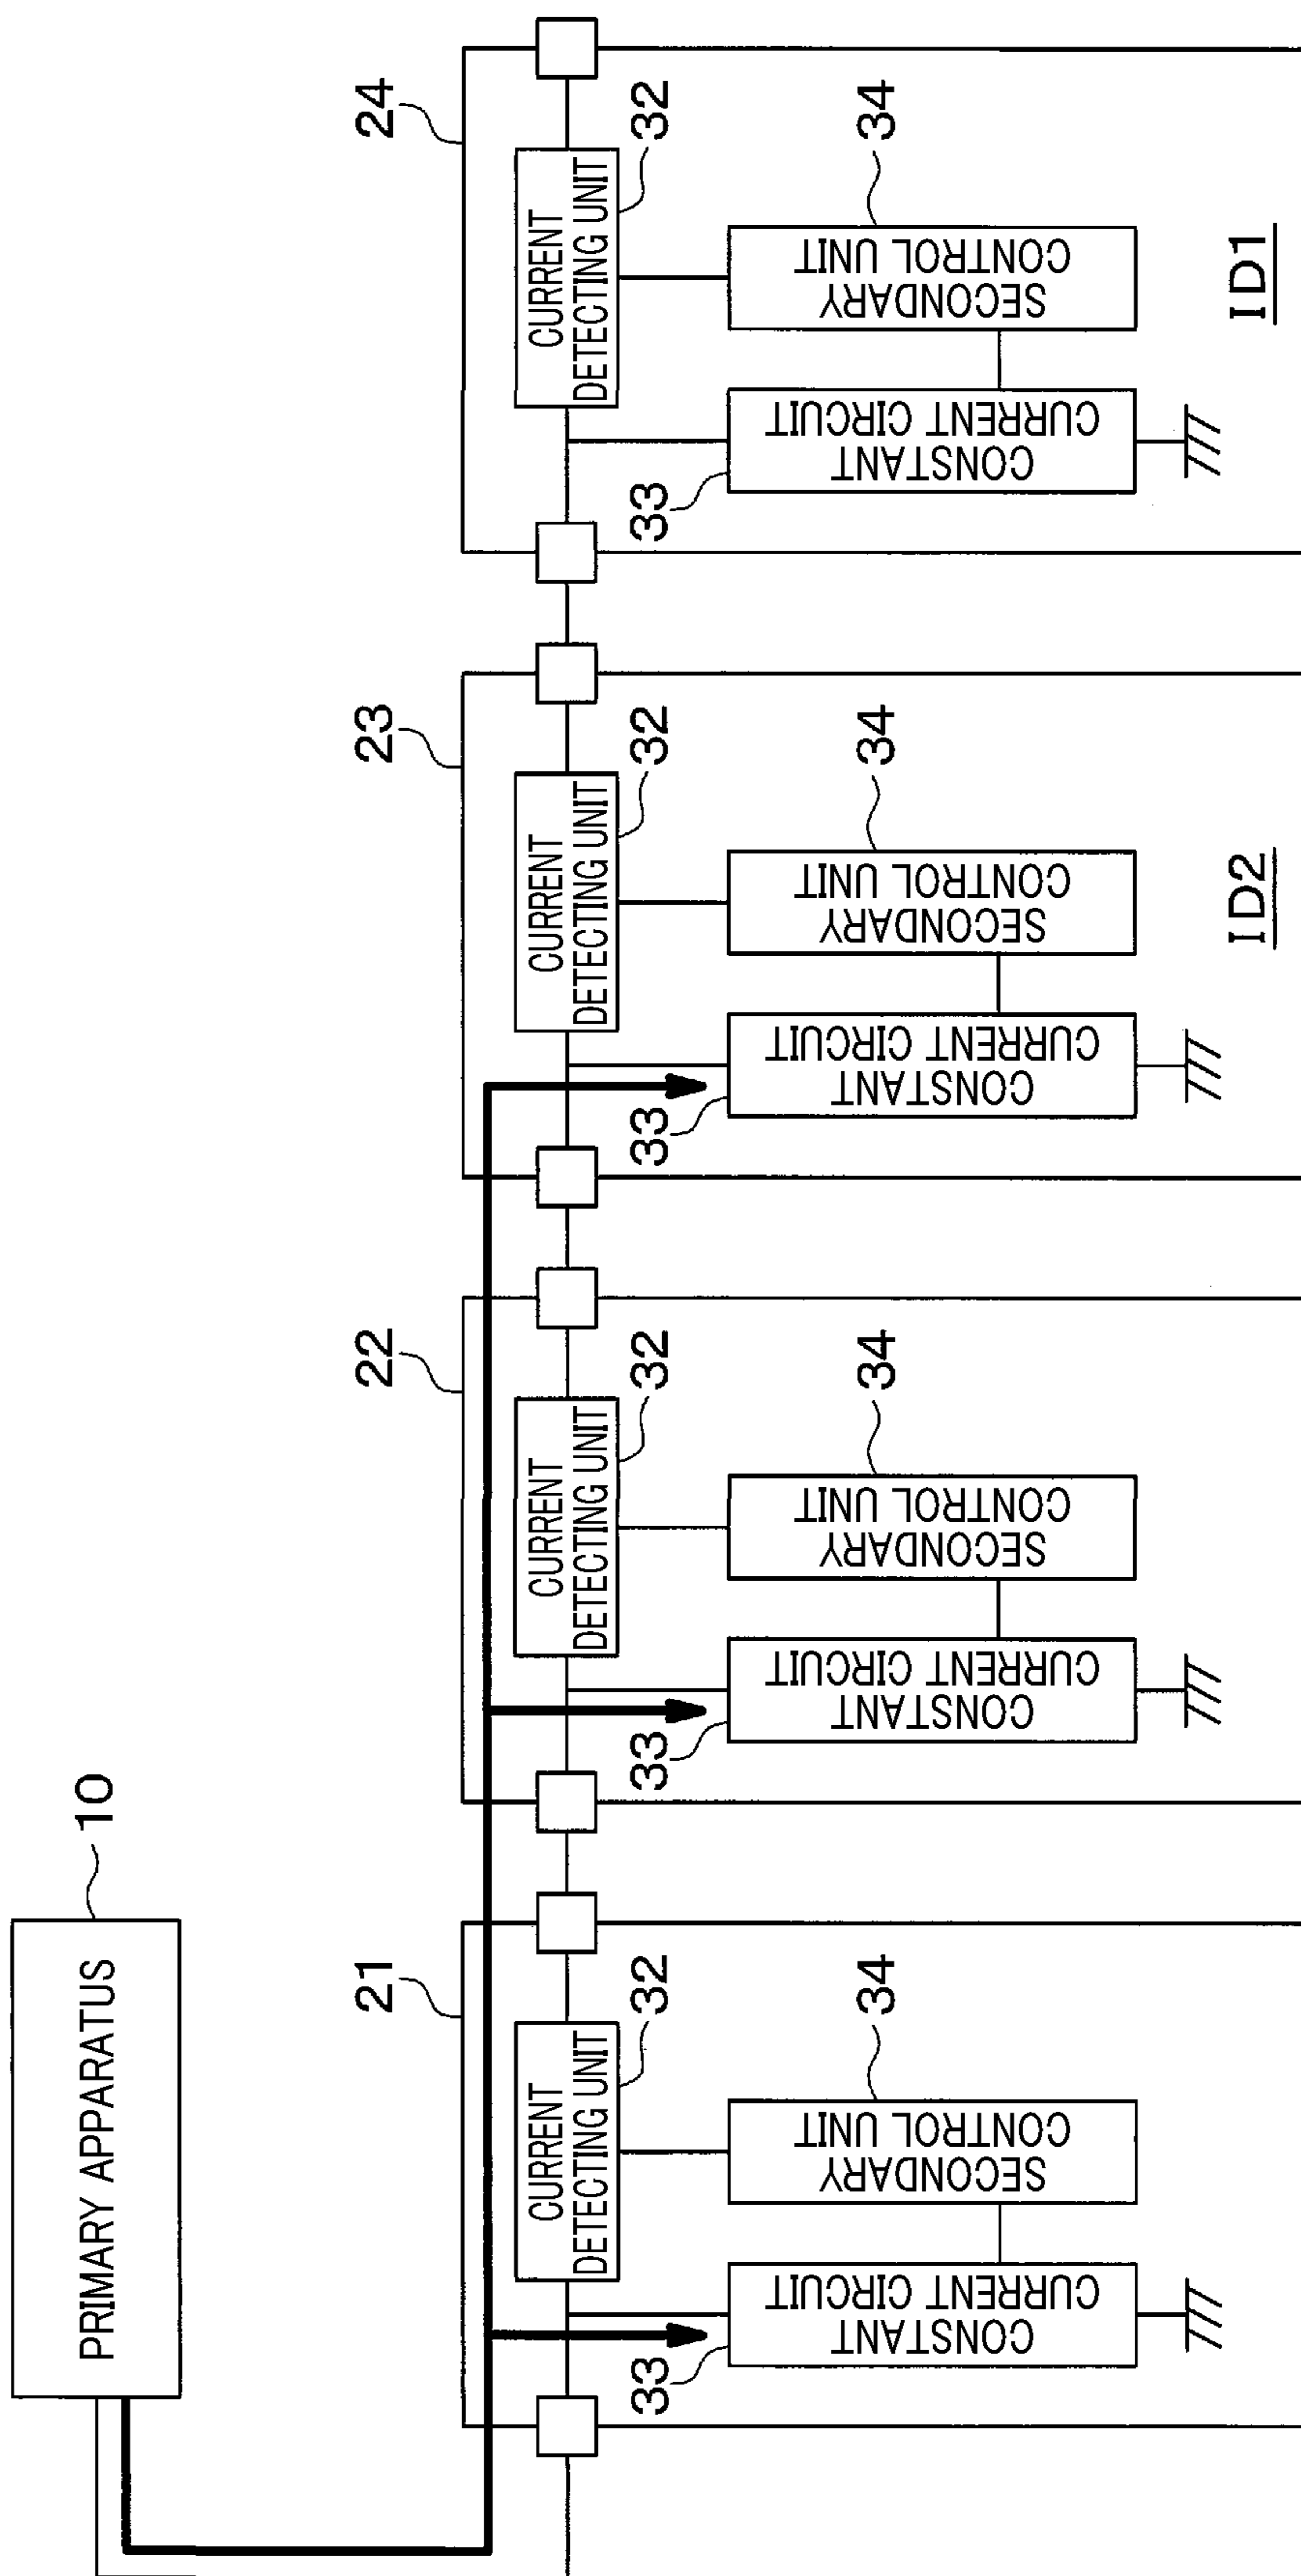 PRIMARY APPARATUS
10
21
CURRENT
DETECTING UNIT
32
33
CONSTANT
CURRENT CIRCUIT
SECONDARY
CONTROL UNIT
34
22
CURRENT
DETECTING UNIT
32
33
CONSTANT
CURRENT CIRCUIT
SECONDARY
CONTROL UNIT
34
23
CURRENT
DETECTING UNIT
32
33
CONSTANT
CURRENT CIRCUIT
SECONDARY
CONTROL UNIT
34
ID2
24
CURRENT
DETECTING UNIT
32
33
CONSTANT
CURRENT CIRCUIT
SECONDARY
CONTROL UNIT
34
ID1